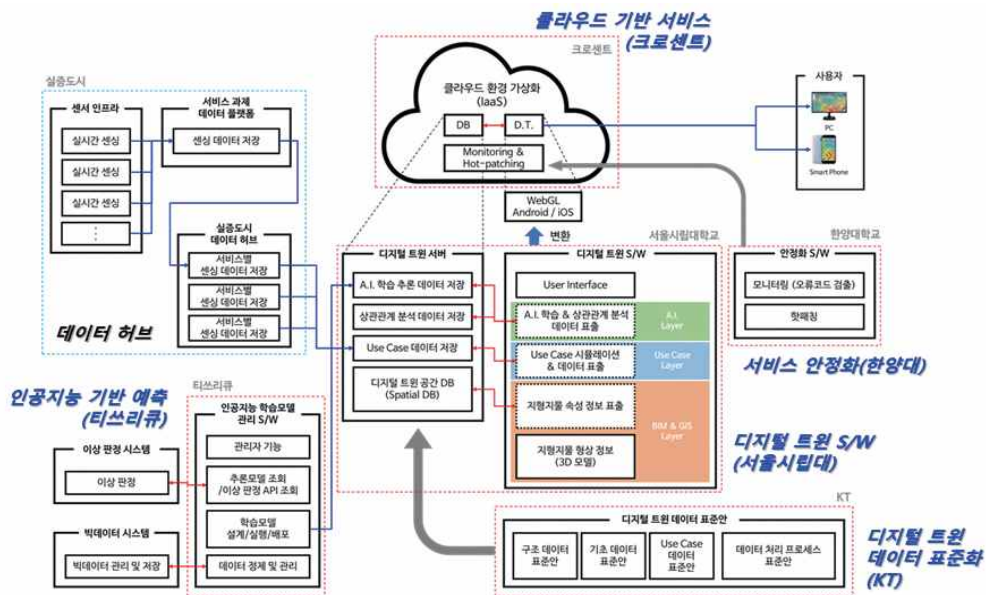 클라우드 기반 서비스
(크로센트)
크로센트
클라우드 환경 가상화
(IaaS)
DB
D.T.
Monitoring &
Hot-patching
사용자
PC
Smart Phone
실증도시
센서 인프라
실시간 센싱
실시간 센싱
실시간 센싱
⋮
서비스 과제
데이터 플랫폼
센싱 데이터 저장
실증도시
데이터 허브
서비스별
센싱 데이터 저장
서비스별
센싱 데이터 저장
서비스별
센싱 데이터 저장
데이터 허브
WebGL
Android / iOS
변환
서울시립대학교
디지털 트윈 서버
A.I. 학습 추론 데이터 저장
상관관계 분석 데이터 저장
Use Case 데이터 저장
디지털 트윈 공간 DB
(Spatial DB)
디지털 트윈 S/W
User Interface
A.I. 학습 & 상관관계 분석
데이터 표출
A.I.
Layer
Use Case 시뮬레이션
& 데이터 표출
Use Case
Layer
지형지물 속성 정보 표출
BIM & GIS
Layer
지형지물 형상 정보
(3D 모델)
한양대학교
안정화 S/W
모니터링 (오류코드 검출)
핫패칭
서비스 안정화(한양대)
디지털 트윈 S/W
(서울시립대)
인공지능 기반 예측
(티쓰리큐)
티쓰리큐
인공지능 학습모델
관리 S/W
관리자 기능
추론모델 조회
/이상 판정 API 조회
학습모델
설계/실행/배포
데이터 정제 및 관리
이상 판정 시스템
이상 판정
빅데이터 시스템
빅데이터 관리 및 저장
KT
디지털 트윈 데이터 표준안
구조 데이터
표준안
기초 데이터
표준안
Use Case
데이터
표준안
데이터 처리 프로세스
표준안
디지털 트윈
데이터 표준화
(KT)